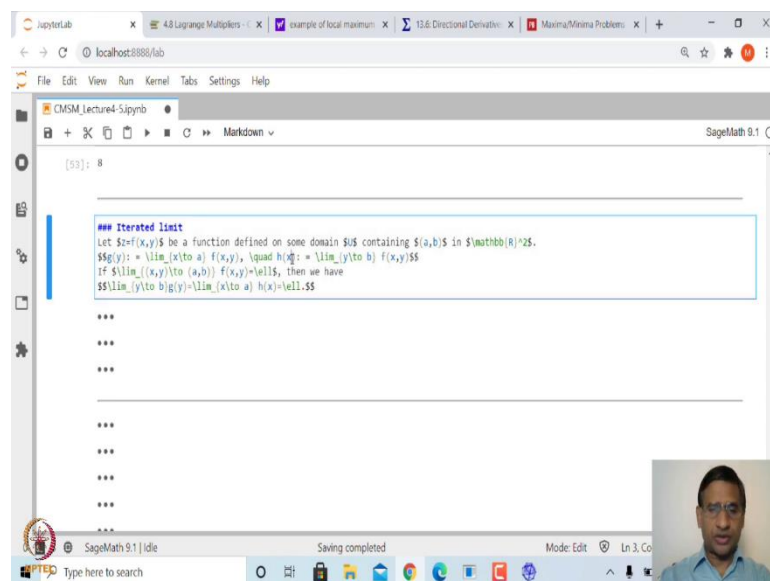 JupyterLab
4.8 Lagrange Multipliers - C
example of local maximum
13.6: Directional Derivative
Maxima/Minima Problems
localhost:8888/lab
File Edit View Run Kernel Tabs Settings Help
CMSM_Lecture4-5.ipynb
Markdown
SageMath 9.1
[53]: 8
### Iterated limit
Let $z=f(x,y)$ be a function defined on some domain $U$ containing $(a,b)$ in $\mathbb{R}^2$.
$$g(y): = \lim_{x\to a} f(x,y), \quad h(x): = \lim_{y\to b} f(x,y)$$
If $\lim_{(x,y)\to (a,b)} f(x,y)=\ell$, then we have
$$\lim_{y\to b}g(y)=\lim_{x\to a} h(x)=\ell.$$
SageMath 9.1 | Idle
Saving completed
Mode: Edit
Ln 3, Co
NPTEL
Type here to search